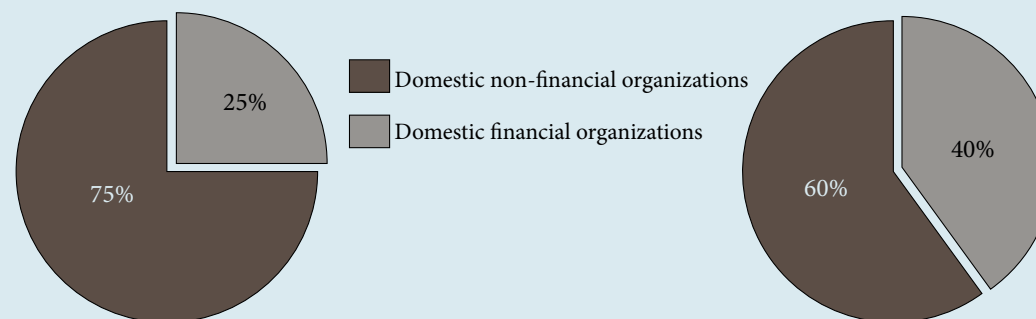 25%
75%
Domestic non-financial organizations
Domestic financial organizations
40%
60%